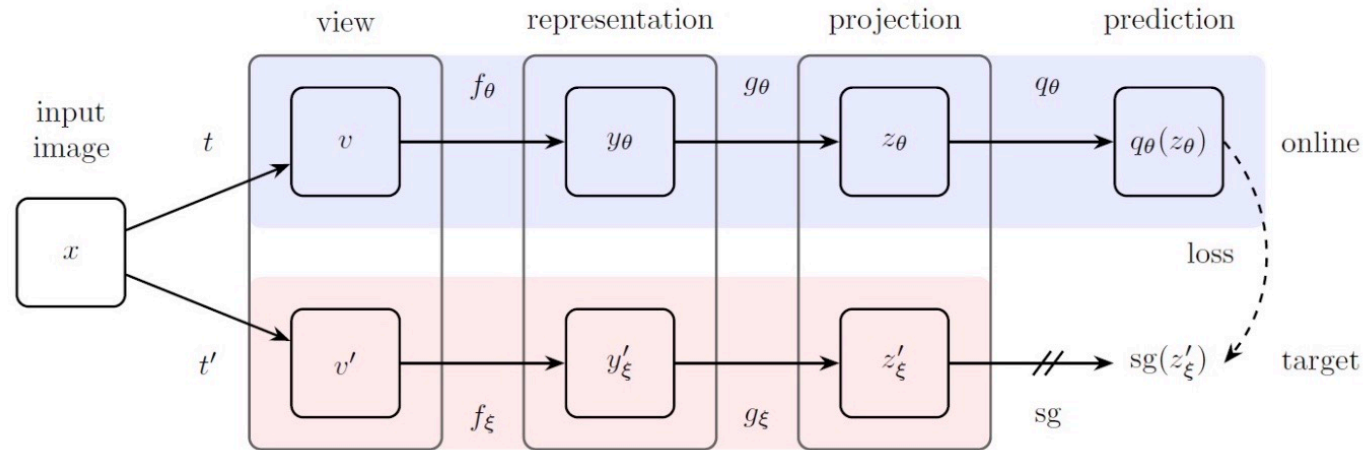 view representation projection prediction
input
image
t
f_θ
g_θ
q_θ
v
y_θ
z_θ
q_θ(z_θ)
online
x
loss
t′
v′
y′_ξ
z′_ξ
sg(z′_ξ)
target
f_ξ
g_ξ
sg